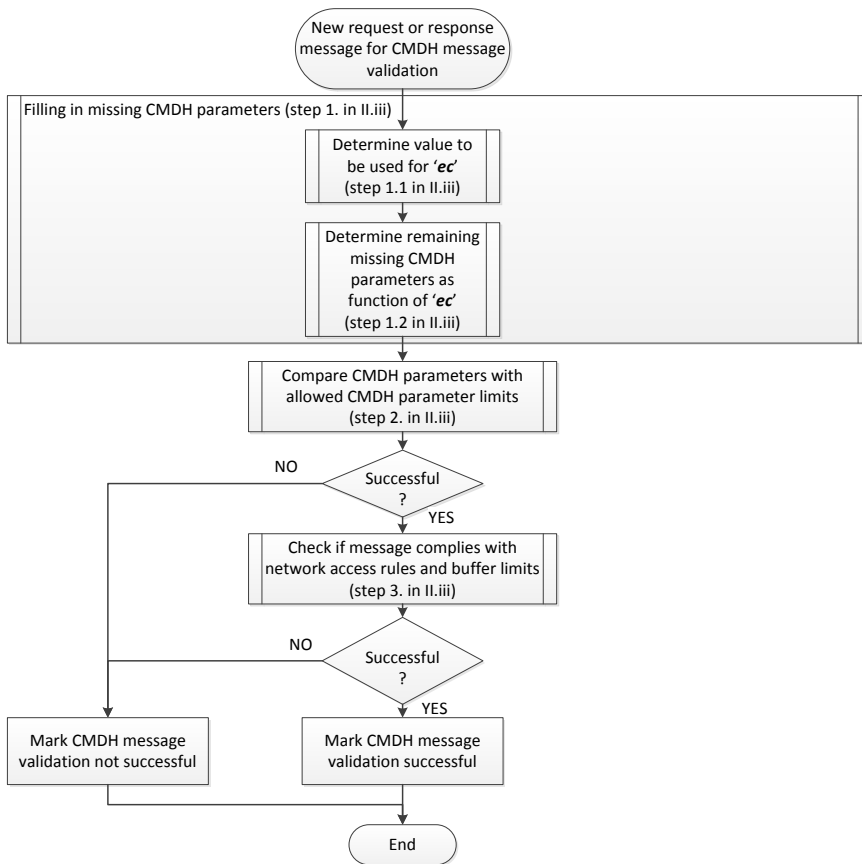 New request or response
message for CMDH message
validation
Filling in missing CMDH parameters (step 1. in II.iii)
Determine value to
be used for ‘ec’
(step 1.1 in II.iii)
Determine remaining
missing CMDH
parameters as
function of ‘ec’
(step 1.2 in II.iii)
Compare CMDH parameters with
allowed CMDH parameter limits
(step 2. in II.iii)
NO
Successful
?
YES
Check if message complies with
network access rules and buffer limits
(step 3. in II.iii)
NO
Successful
?
YES
Mark CMDH message
validation not successful
Mark CMDH message
validation successful
End